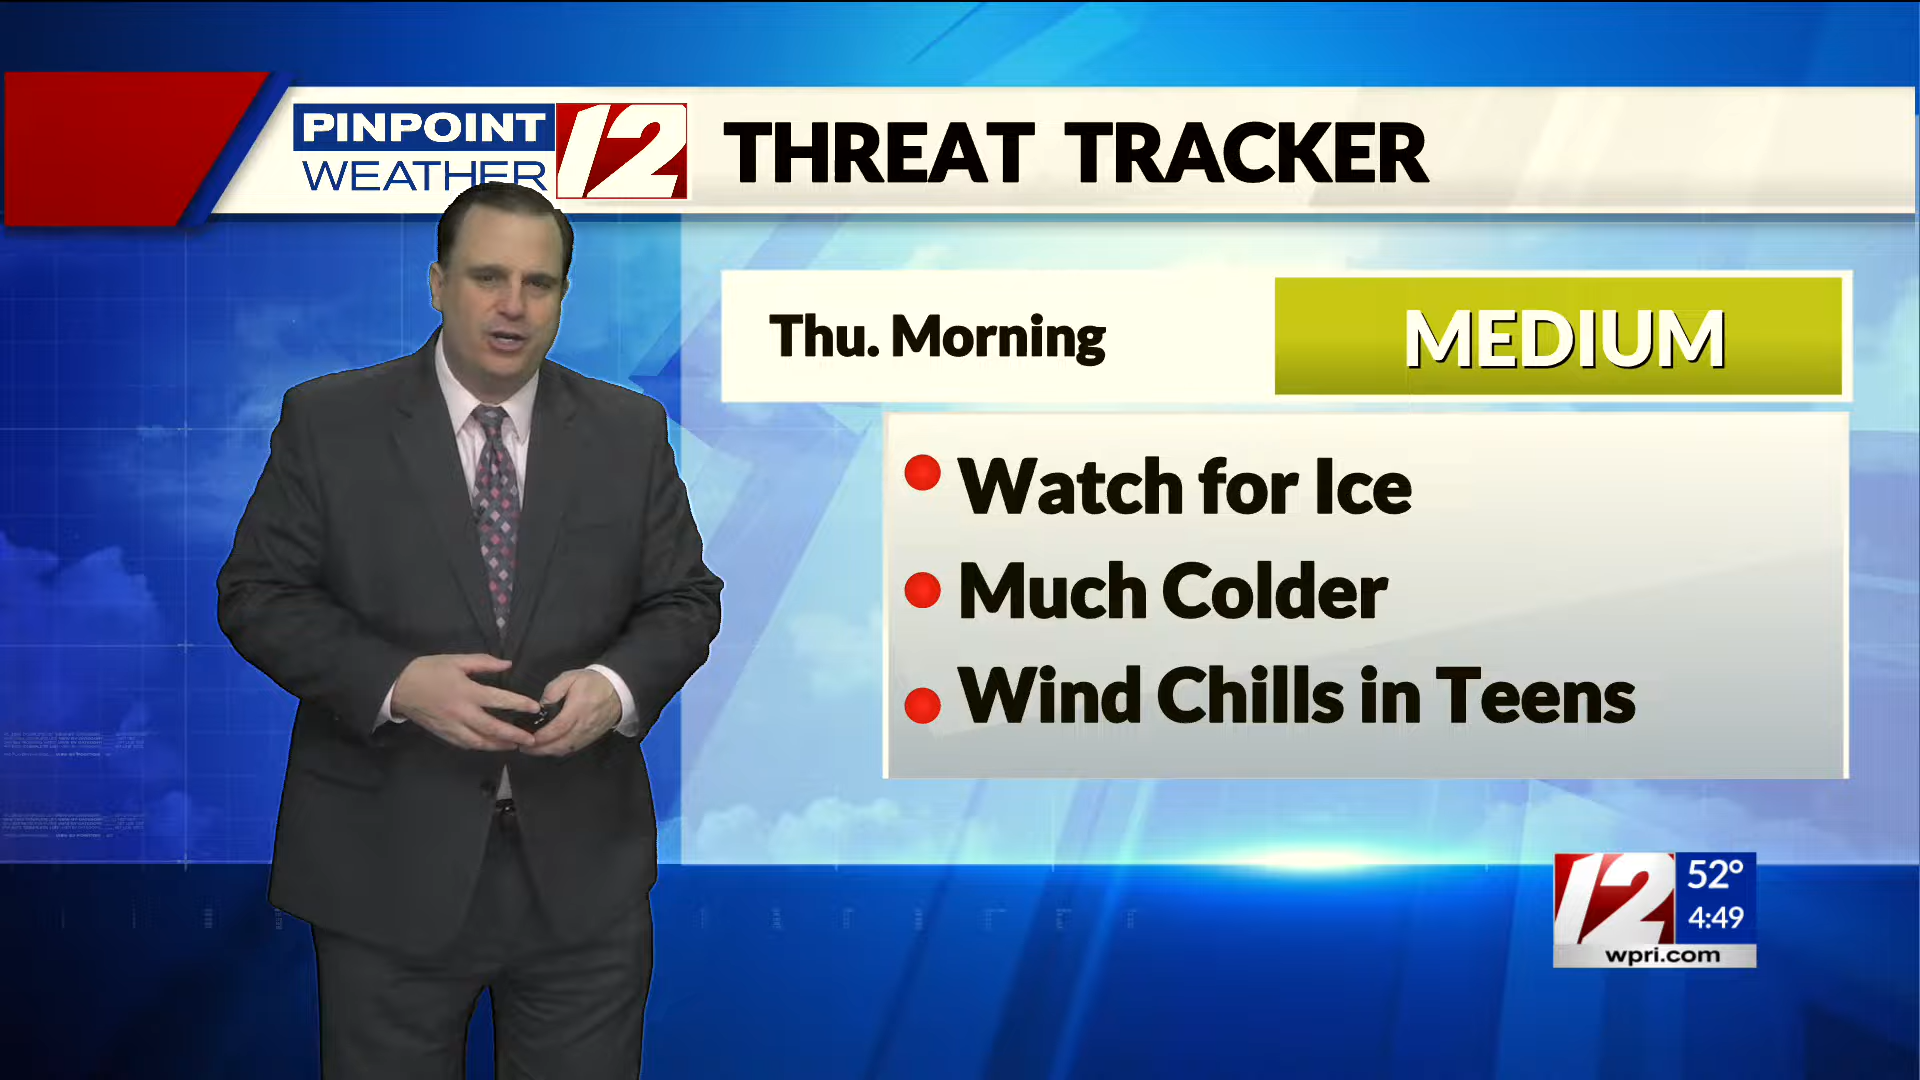 PINPOINT
WEATHER
12
THREAT TRACKER
Thu. Morning
MEDIUM
Watch for Ice
Much Colder
Wind Chills in Teens
12
52°
4:49
wpri.com